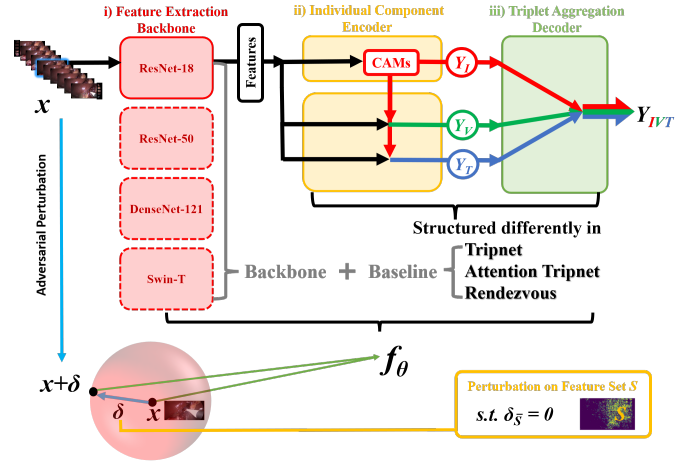 i) Feature Extraction
Backbone
ii) Individual Component
Encoder
iii) Triplet Aggregation
Decoder
x
ResNet-18
ResNet-50
DenseNet-121
Swin-T
Features
CAMs
Y_I
Y_V
Y_T
Y_IVT
Adversarial Perturbation
Structured differently in
Tripnet
Attention Tripnet
Rendezvous
Backbone + Baseline
x+δ
δ
x
f_θ
Perturbation on Feature Set S
s.t. δ_S̄ = 0
S